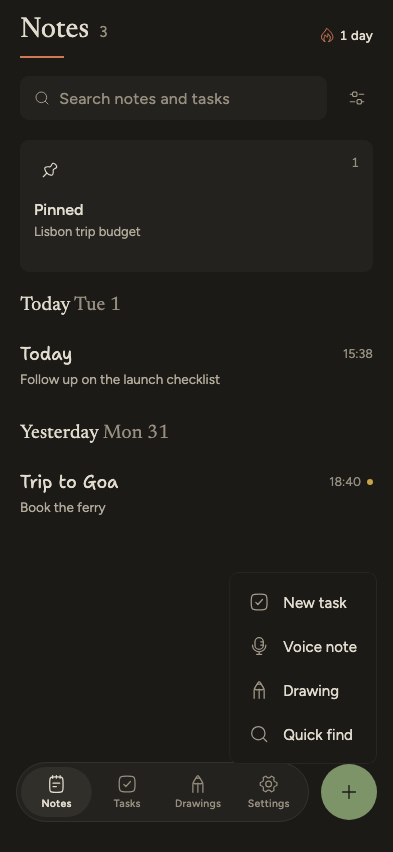 Notes 3
1 day
Search notes and tasks
1
Pinned
Lisbon trip budget
Today Tue 1
Today 15:38
Follow up on the launch checklist
Yesterday Mon 31
Trip to Goa 18:40
Book the ferry
New task
Voice note
Drawing
Quick find
Notes Tasks Drawings Settings